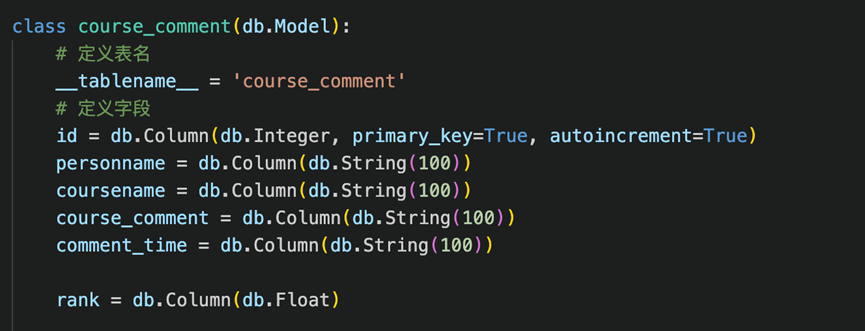 class course_comment(db.Model):
# 定义表名
__tablename__ = 'course_comment'
# 定义字段
id = db.Column(db.Integer, primary_key=True, autoincrement=True)
personname = db.Column(db.String(100))
coursename = db.Column(db.String(100))
course_comment = db.Column(db.String(100))
comment_time = db.Column(db.String(100))
rank = db.Column(db.Float)